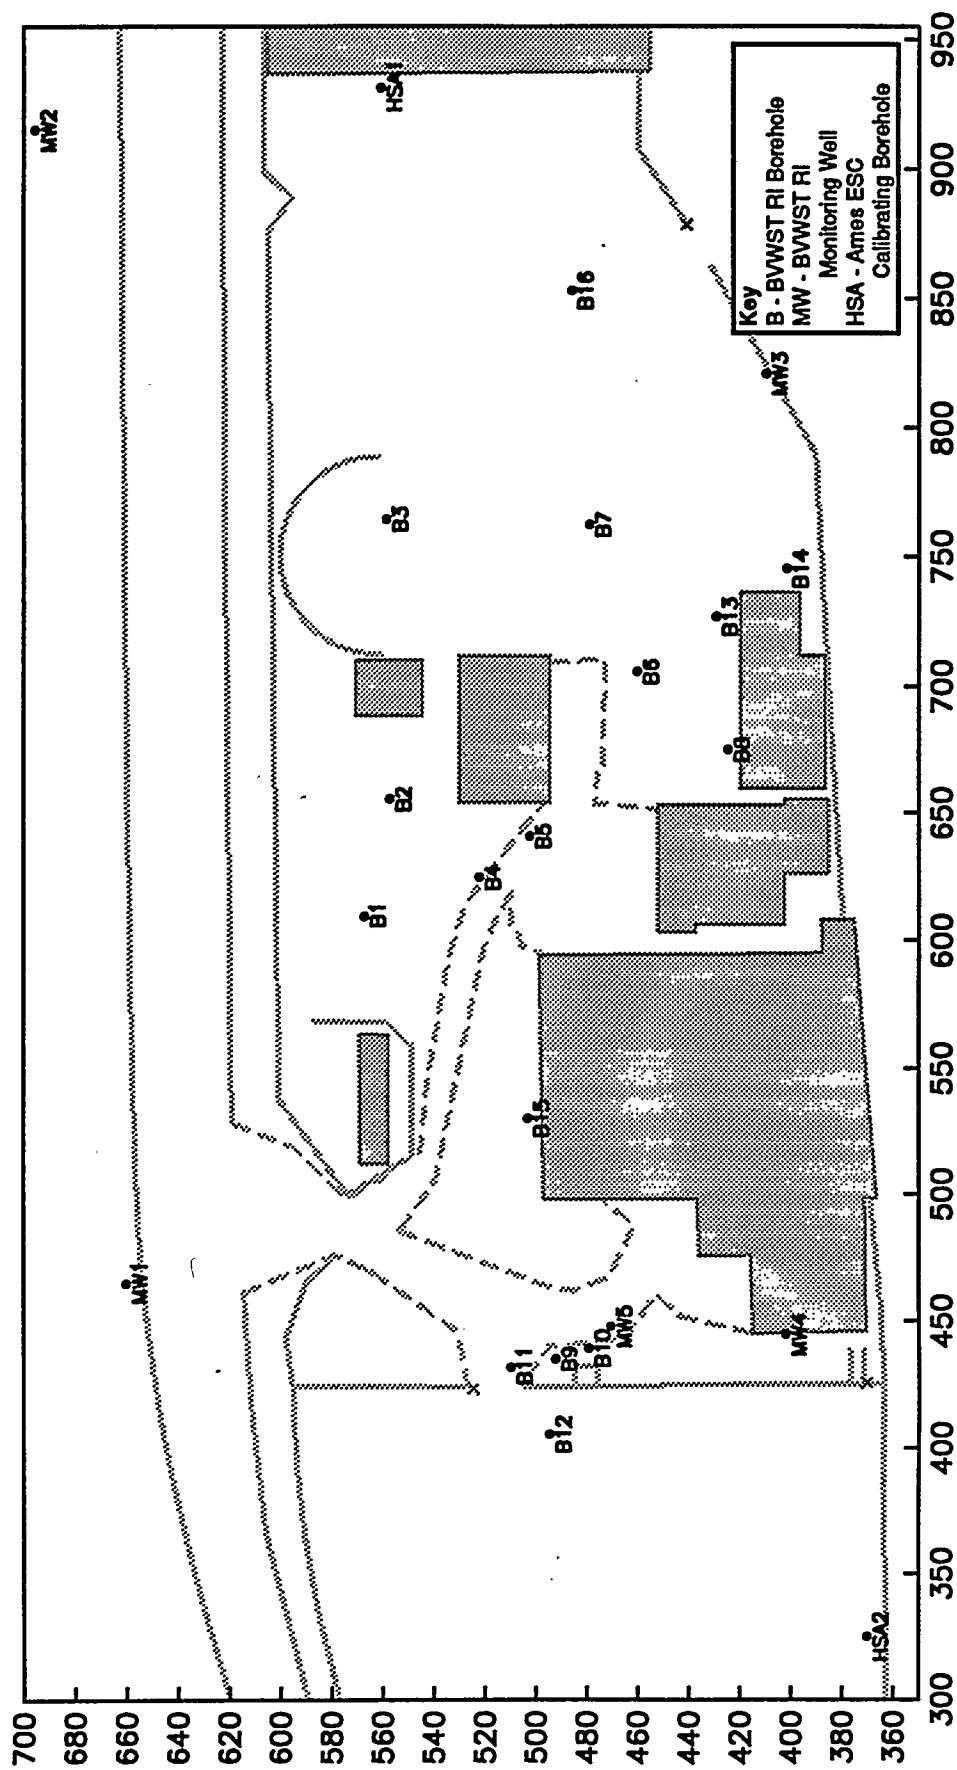 700
680
660
640
620
600
580
560
540
520
500
480
460
440
420
400
380
360
300
350
400
450
500
550
600
650
700
750
800
850
900
950
MW2
HSA1
MW1
B1
B2
B3
B4
B5
B6
B7
B8
B9
B10
B11
B12
B13
B14
B15
B16
MW3
MW4
MW5
HSA2
Key
B - BVWST RI Borehole
MW - BVWST RI
Monitoring Well
HSA - Ames ESC
Calibrating Borehole